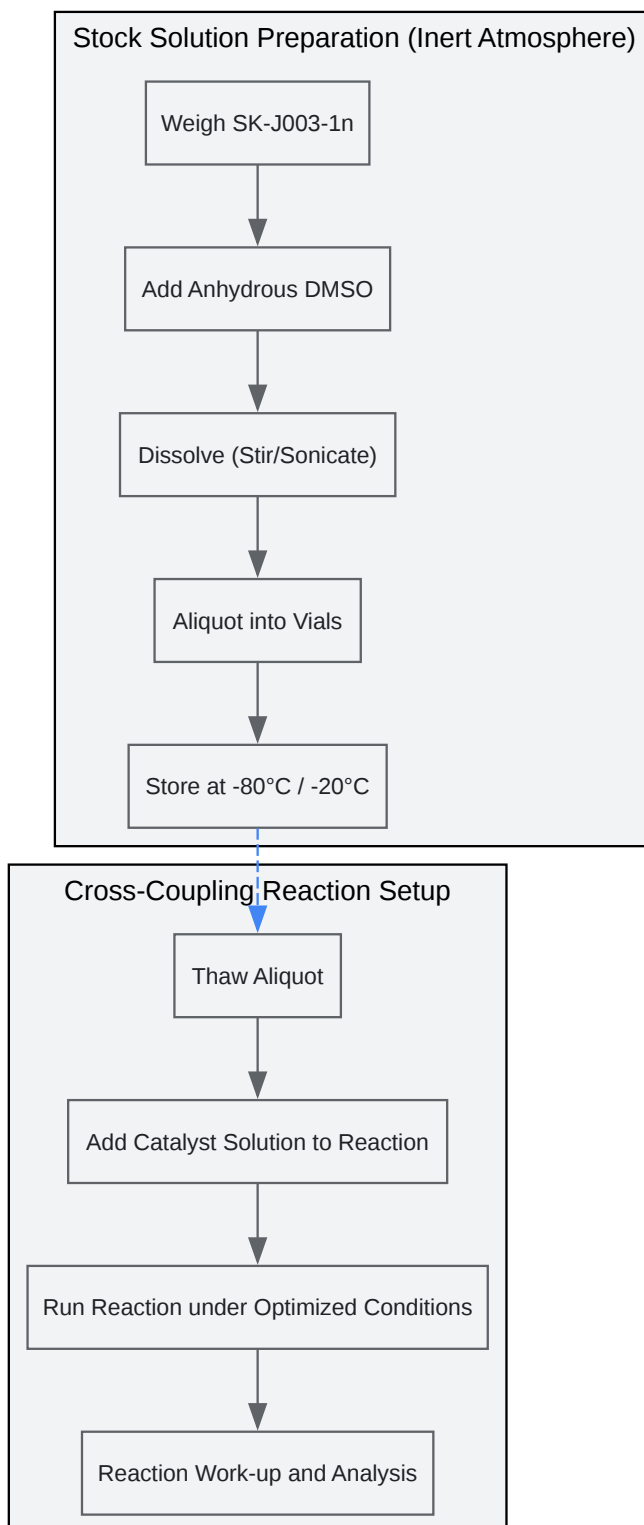 Stock Solution Preparation (Inert Atmosphere)
Weigh SK-J003-1n
Add Anhydrous DMSO
Dissolve (Stir/Sonicate)
Aliquot into Vials
Store at -80°C / -20°C
Cross-Coupling Reaction Setup
Thaw Aliquot
Add Catalyst Solution to Reaction
Run Reaction under Optimized Conditions
Reaction Work-up and Analysis